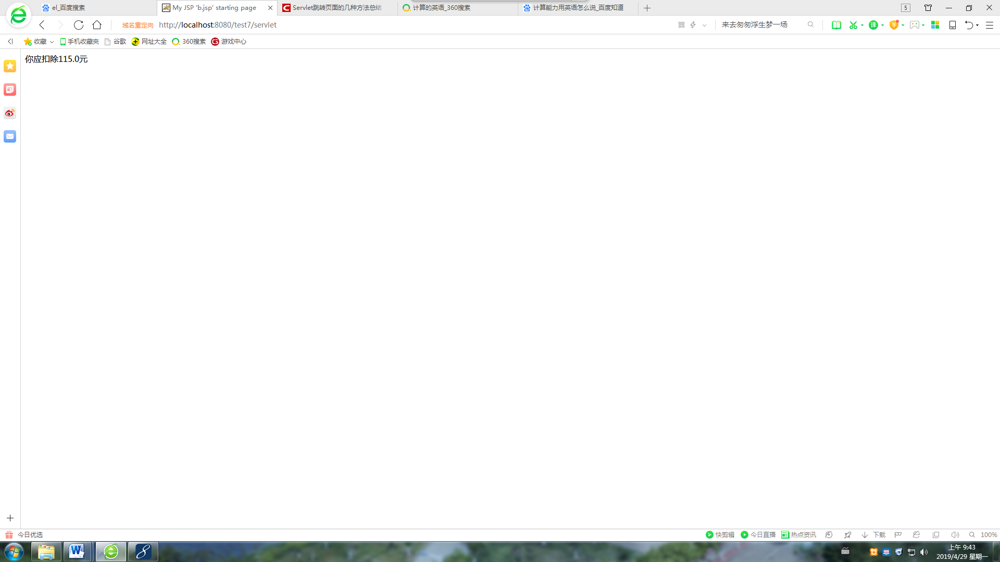 el_百度搜索
My JSP 'b.jsp' starting page
Servlet跳转页面的几种方法总结
计算的英语_360搜索
计算能力用英语怎么说_百度知道
5
域名重定向 http://localhost:8080/test7/servlet
来去匆匆浮生梦一场
译
收藏 手机收藏夹 谷歌 网址大全 360搜索 游戏中心
你应扣除115.0元
今日优选
快剪辑 今日直播 热点资讯 下载 100%
上午 9:43
2019/4/29 星期一